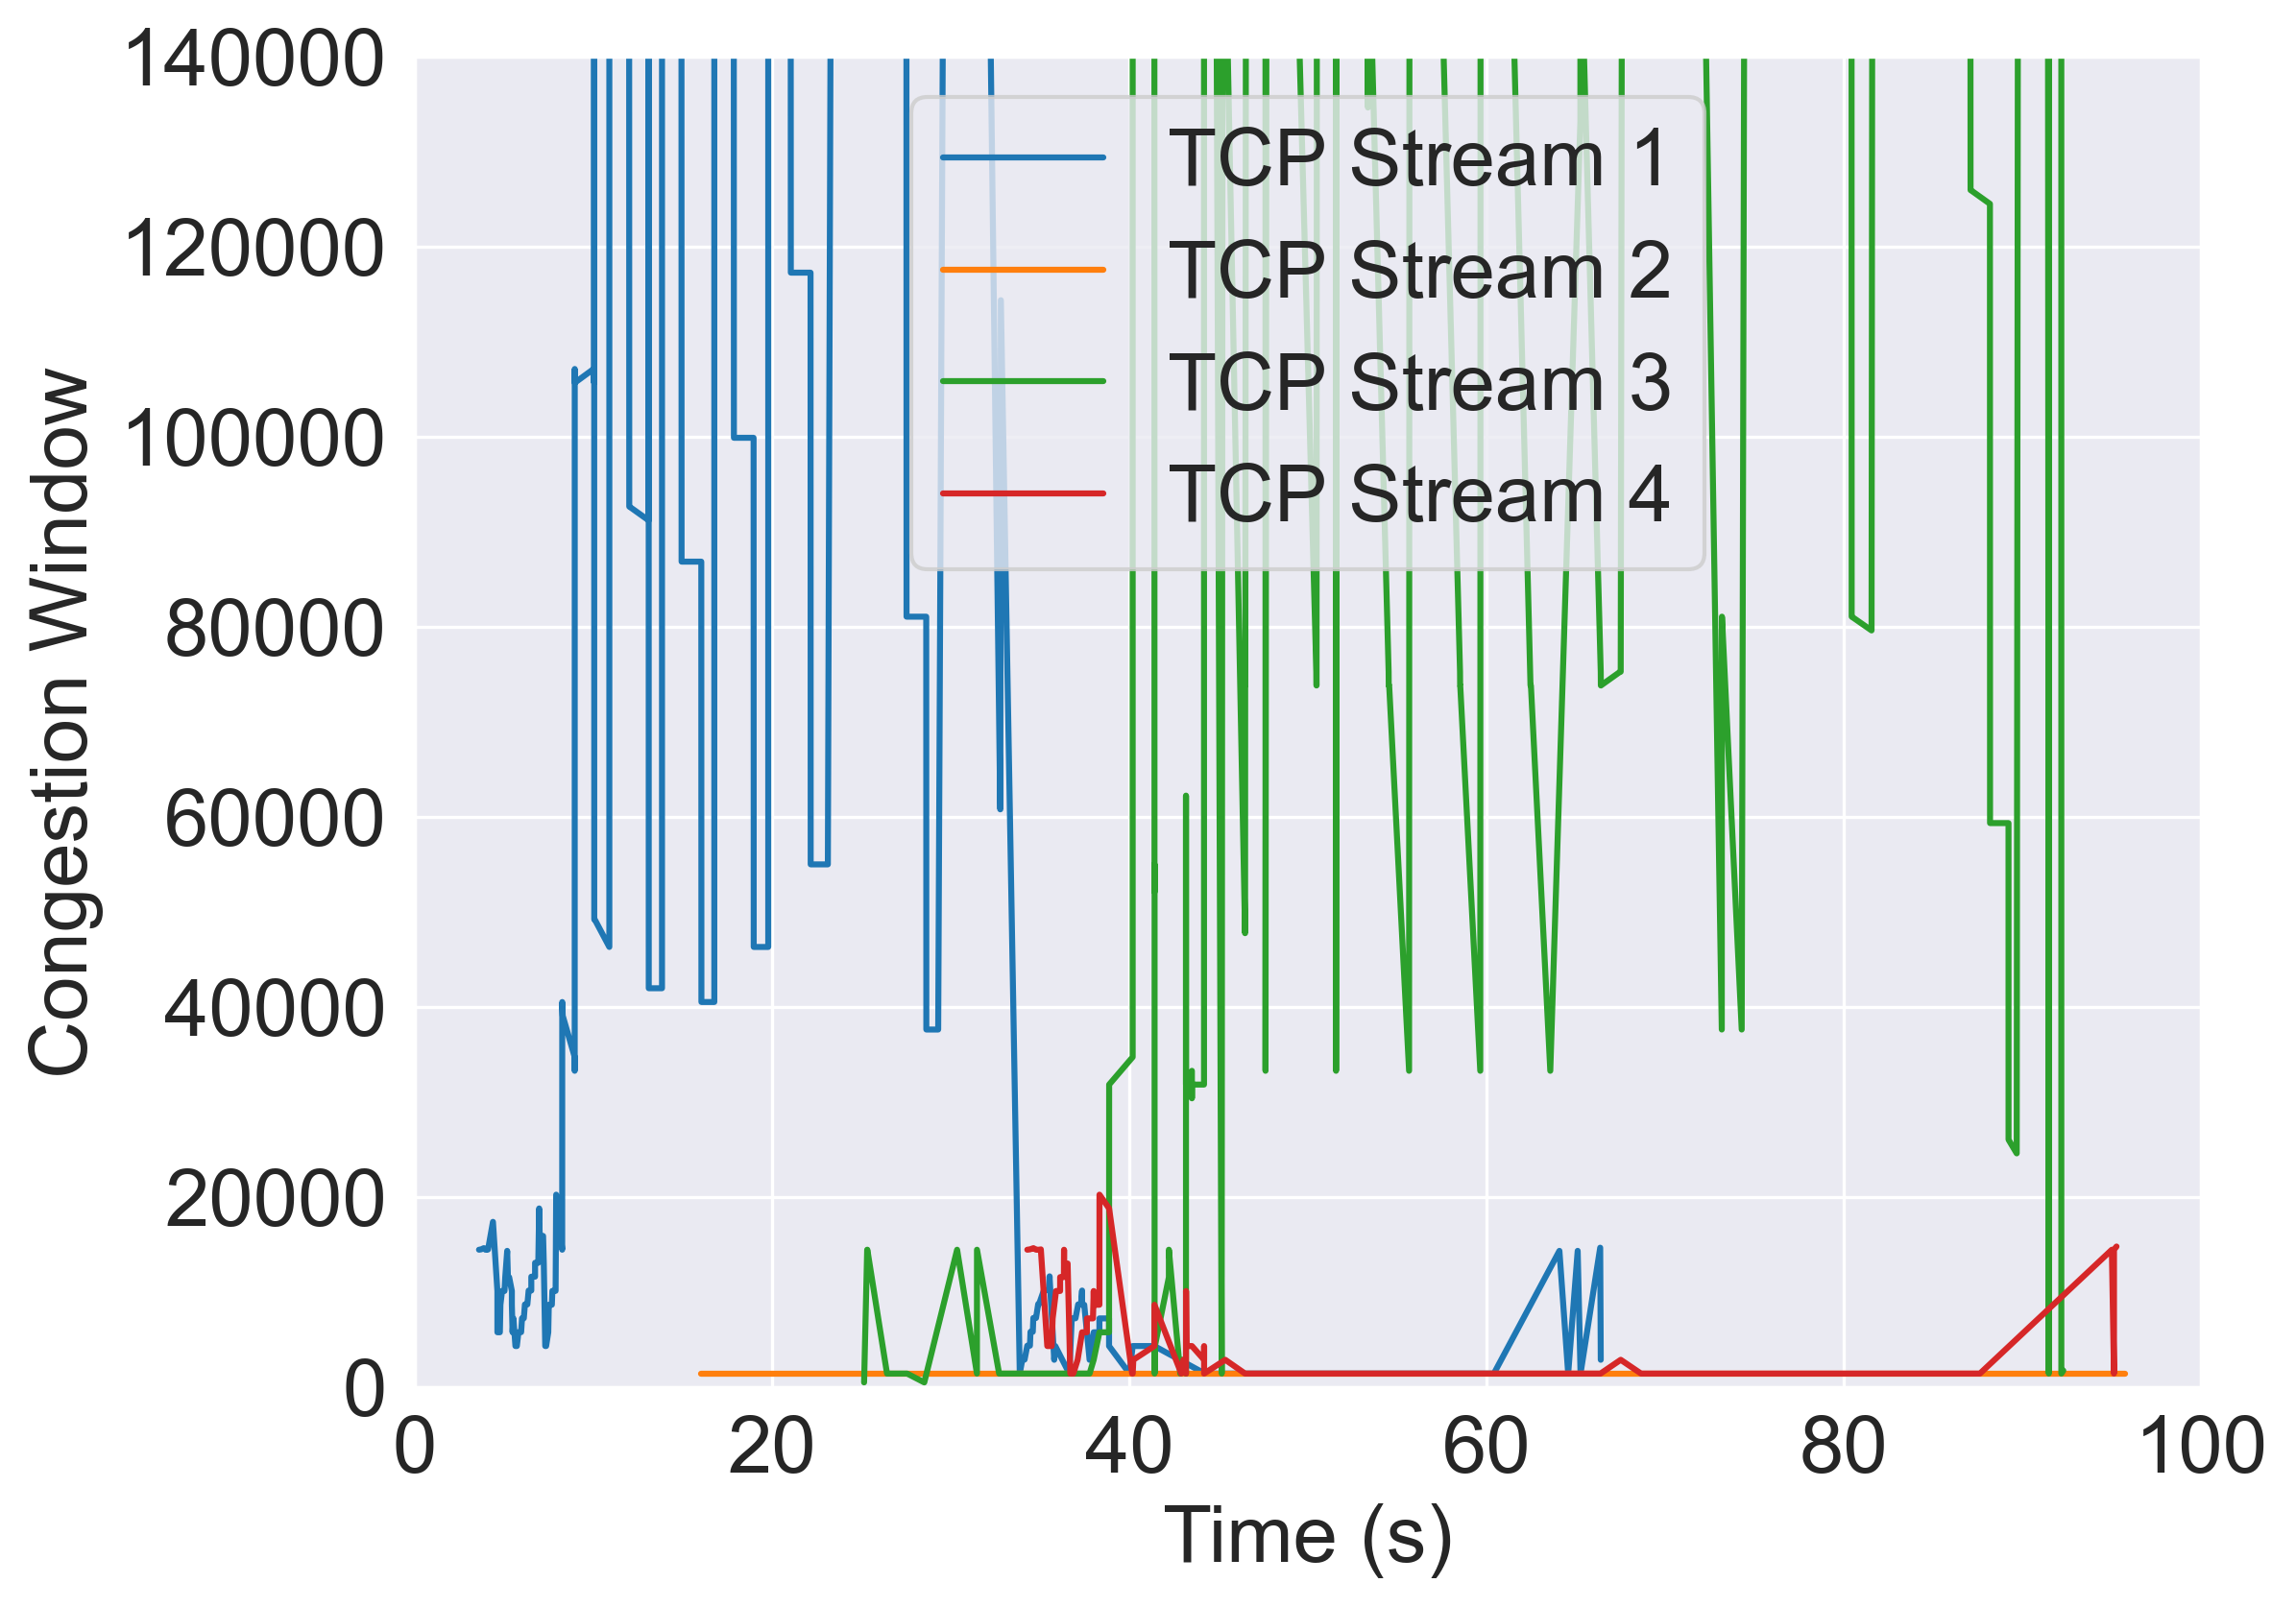 140000
120000
100000
80000
60000
40000
20000
0
Congestion Window
TCP Stream 1
TCP Stream 2
TCP Stream 3
TCP Stream 4
0 20 40 60 80 100
Time (s)